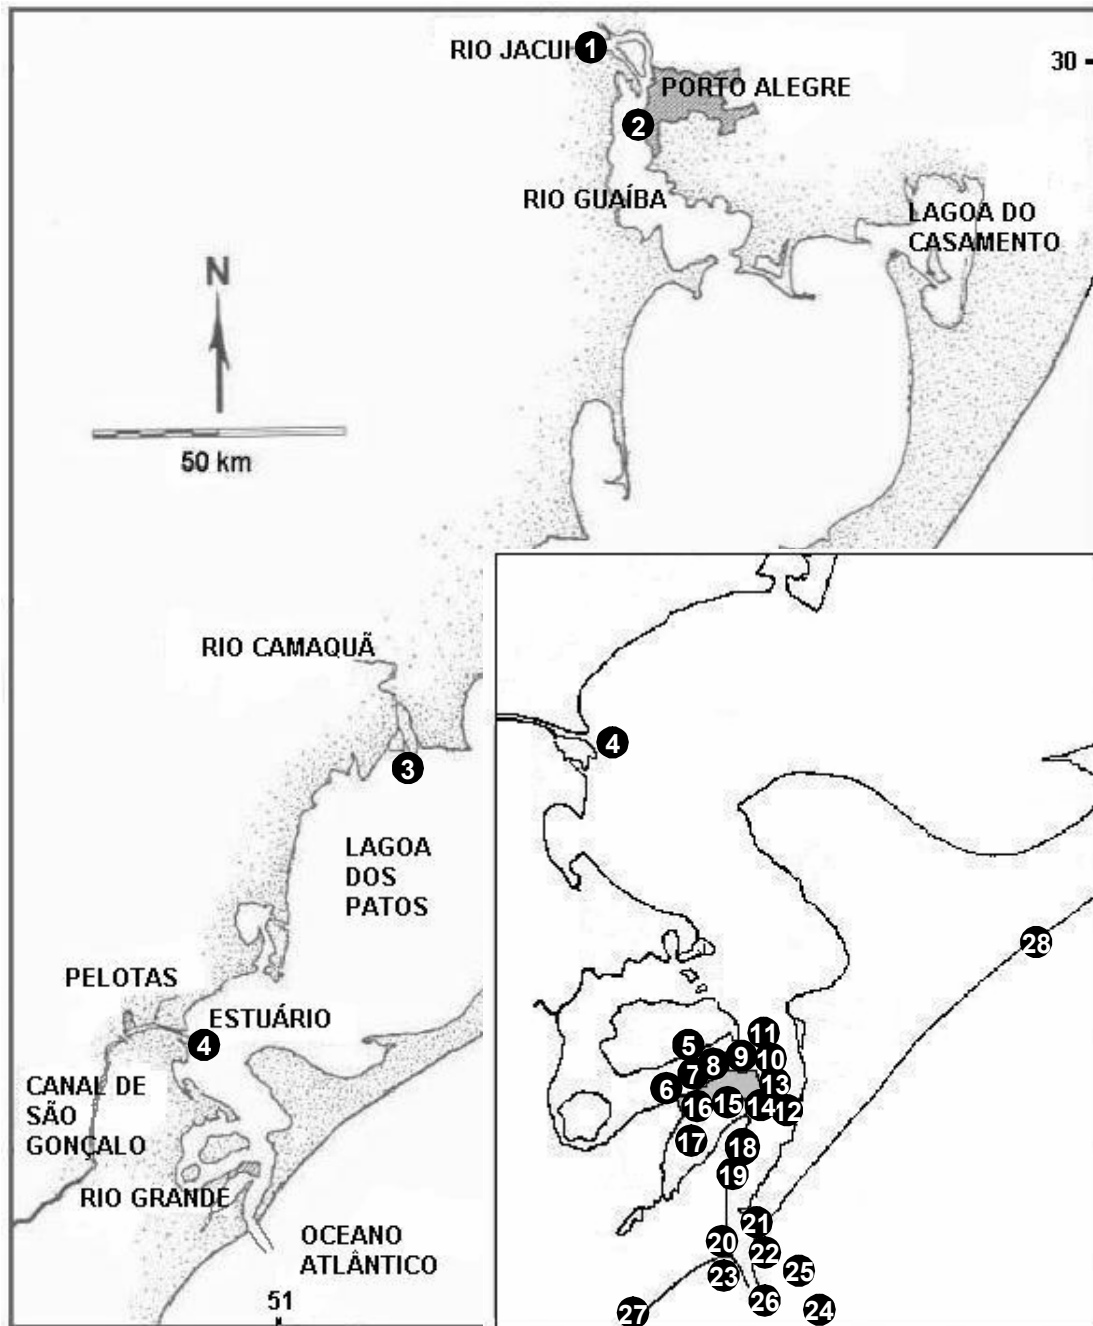 RIO JACUI
1
30
PORTO ALEGRE
2
RIO GUAÍBA
LAGOA DO
CASAMENTO
N
50 km
RIO CAMAQUÃ
3
LAGOA
DOS
PATOS
PELOTAS
ESTUÁRIO
4
CANAL DE
SÃO
GONÇALO
RIO GRANDE
OCEANO
ATLÂNTICO
51
4
28
11
5
9
8
10
7
6
13
16
15
14
12
17
18
19
21
20
22
23
25
26
27
24